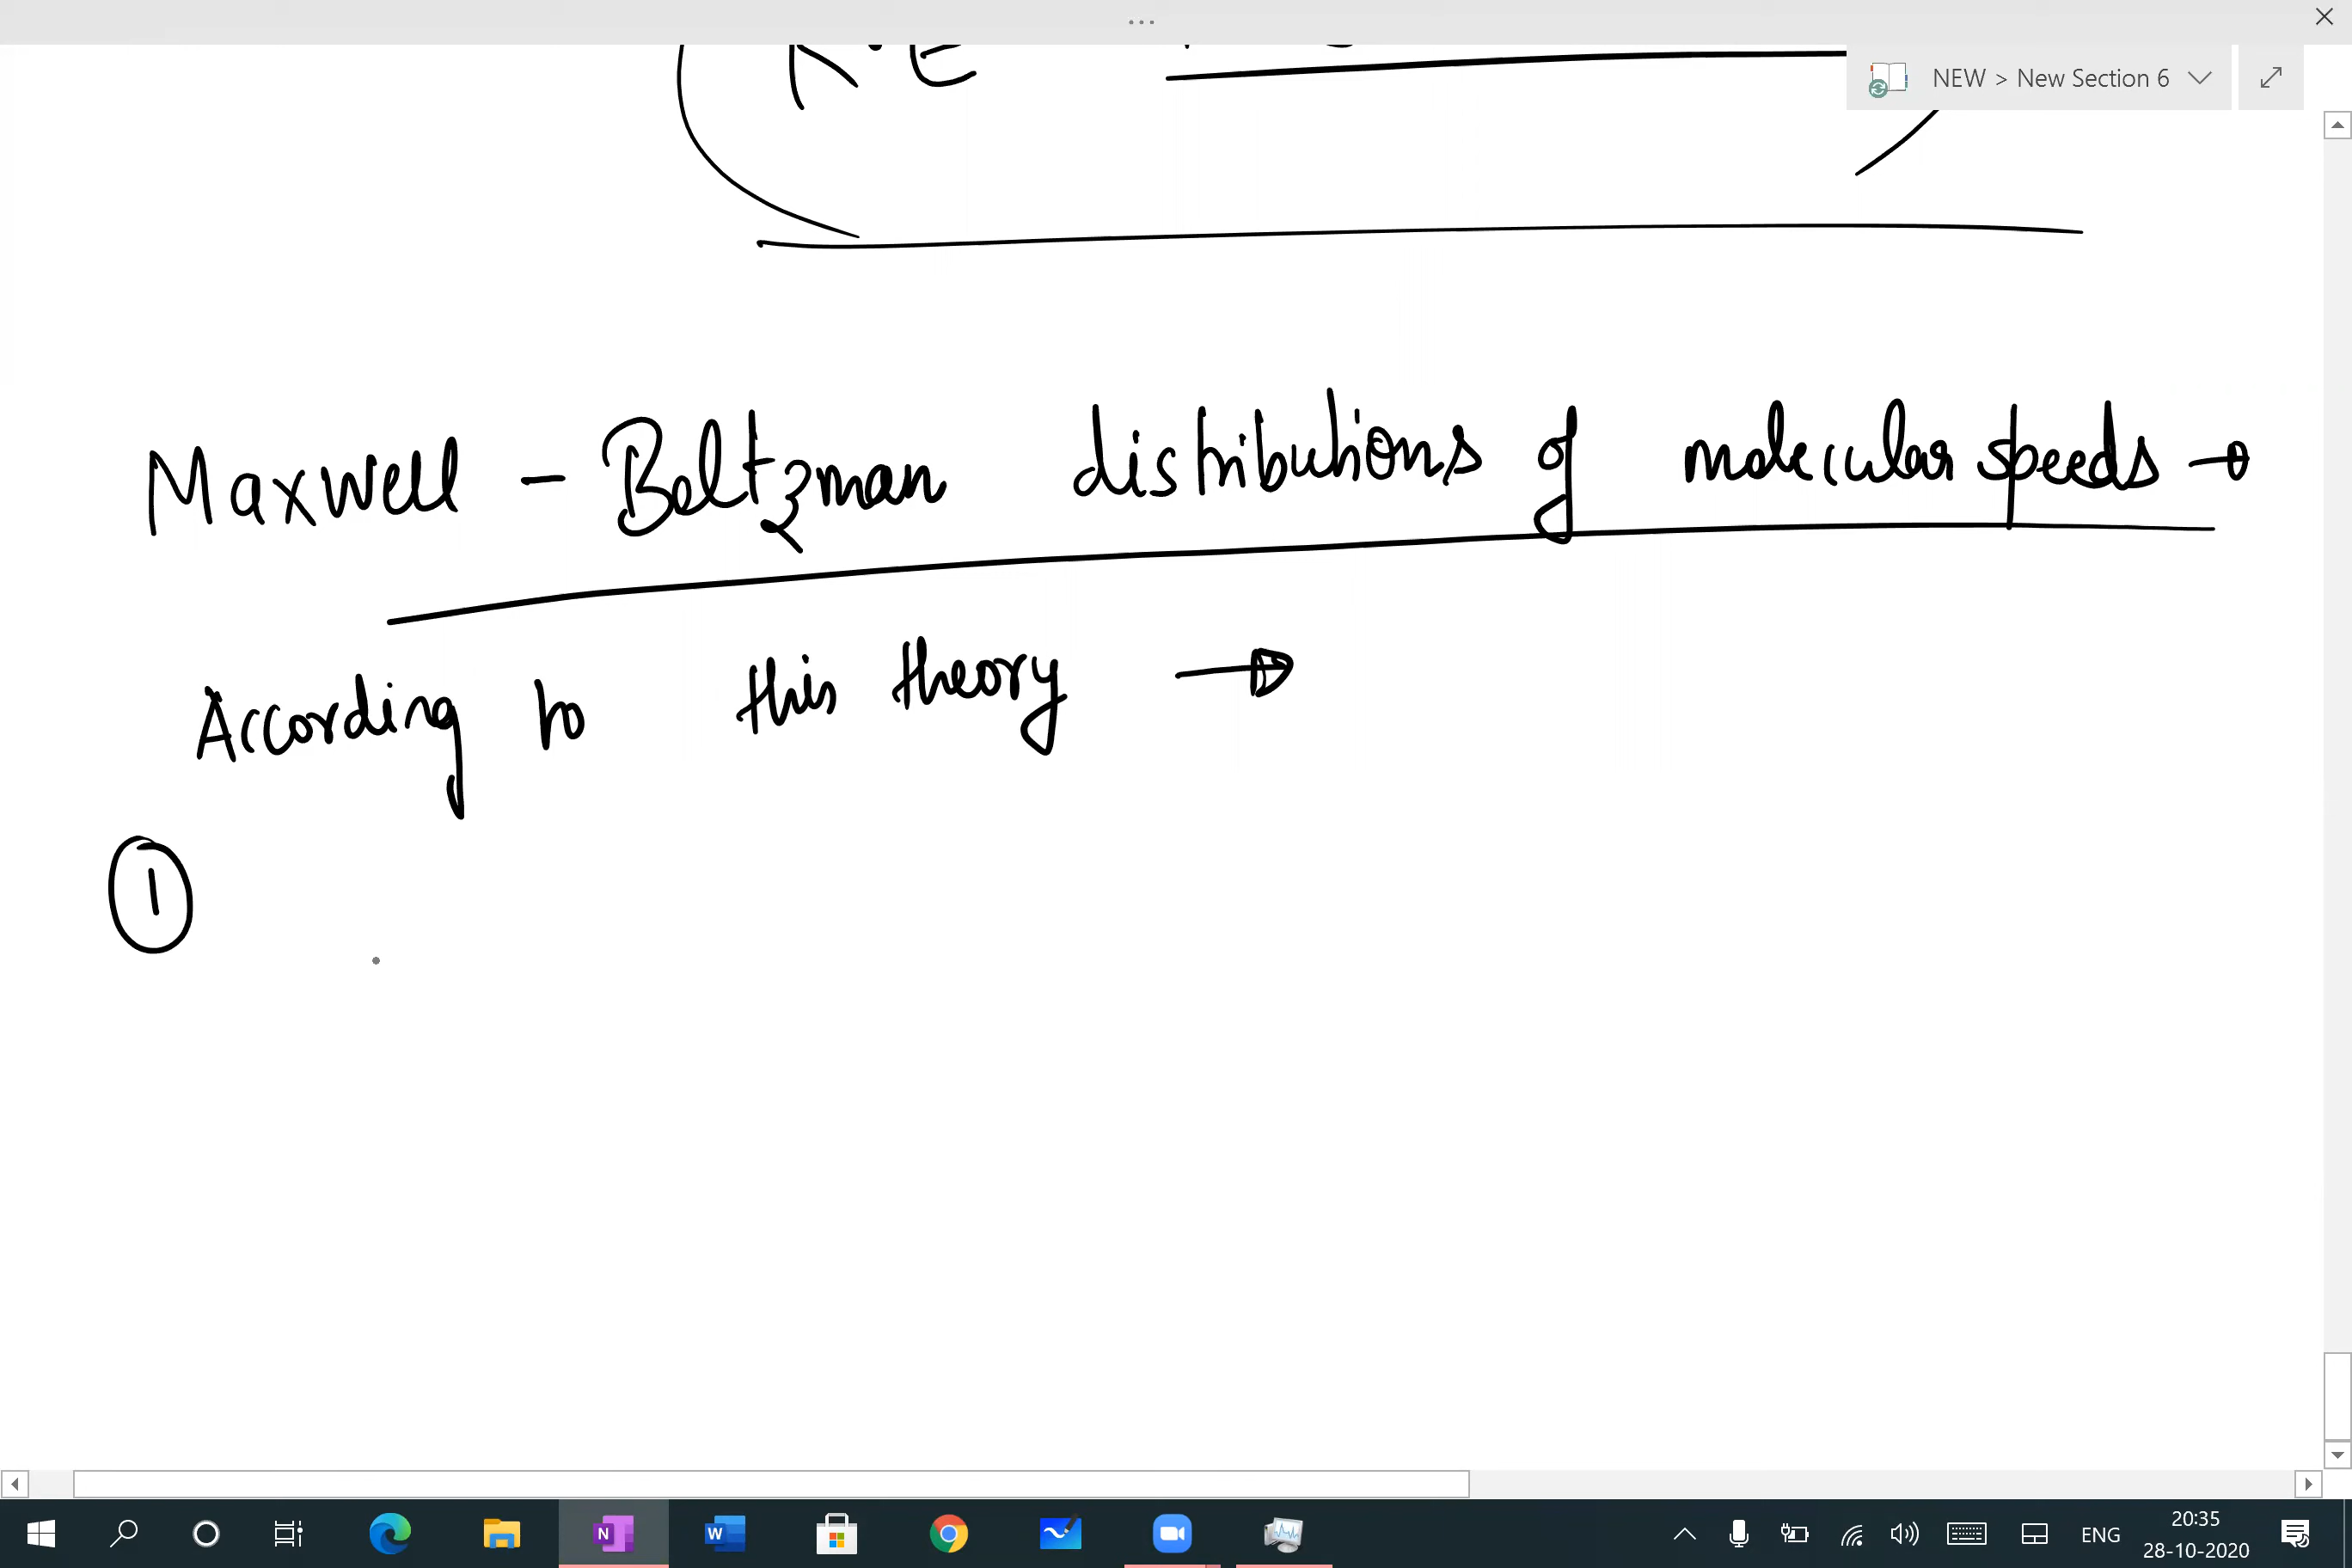 ...
K.E
NEW > New Section 6
Maxwell - Boltzman distributions of molecular speeds →
According to this theory →
1
ENG
20:35
28-10-2020